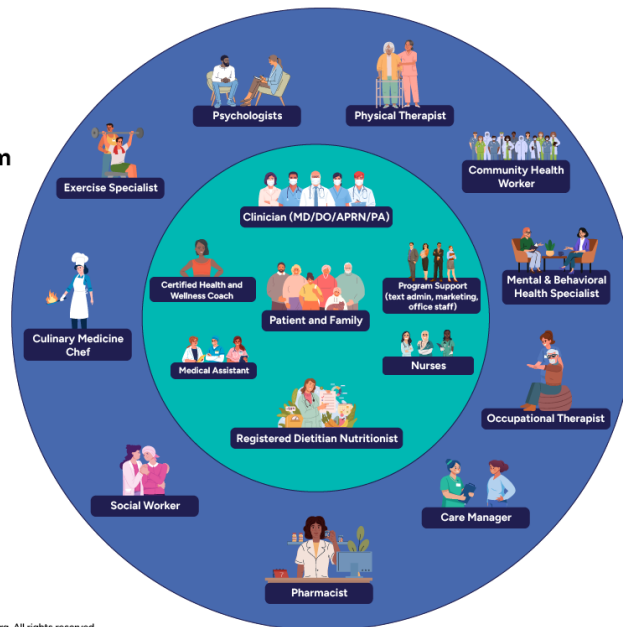 Psychologists
Physical Therapist
m
Exercise Specialist
Community Health
Worker
Clinician (MD/DO/APRN/PA)
Certified Health and
Wellness Coach
Program Support
(text admin, marketing,
office staff)
Mental & Behavioral
Health Specialist
Patient and Family
Culinary Medicine
Chef
Medical Assistant
Nurses
Occupational Therapist
Registered Dietitian Nutritionist
Social Worker
Care Manager
Pharmacist
All rights reserved